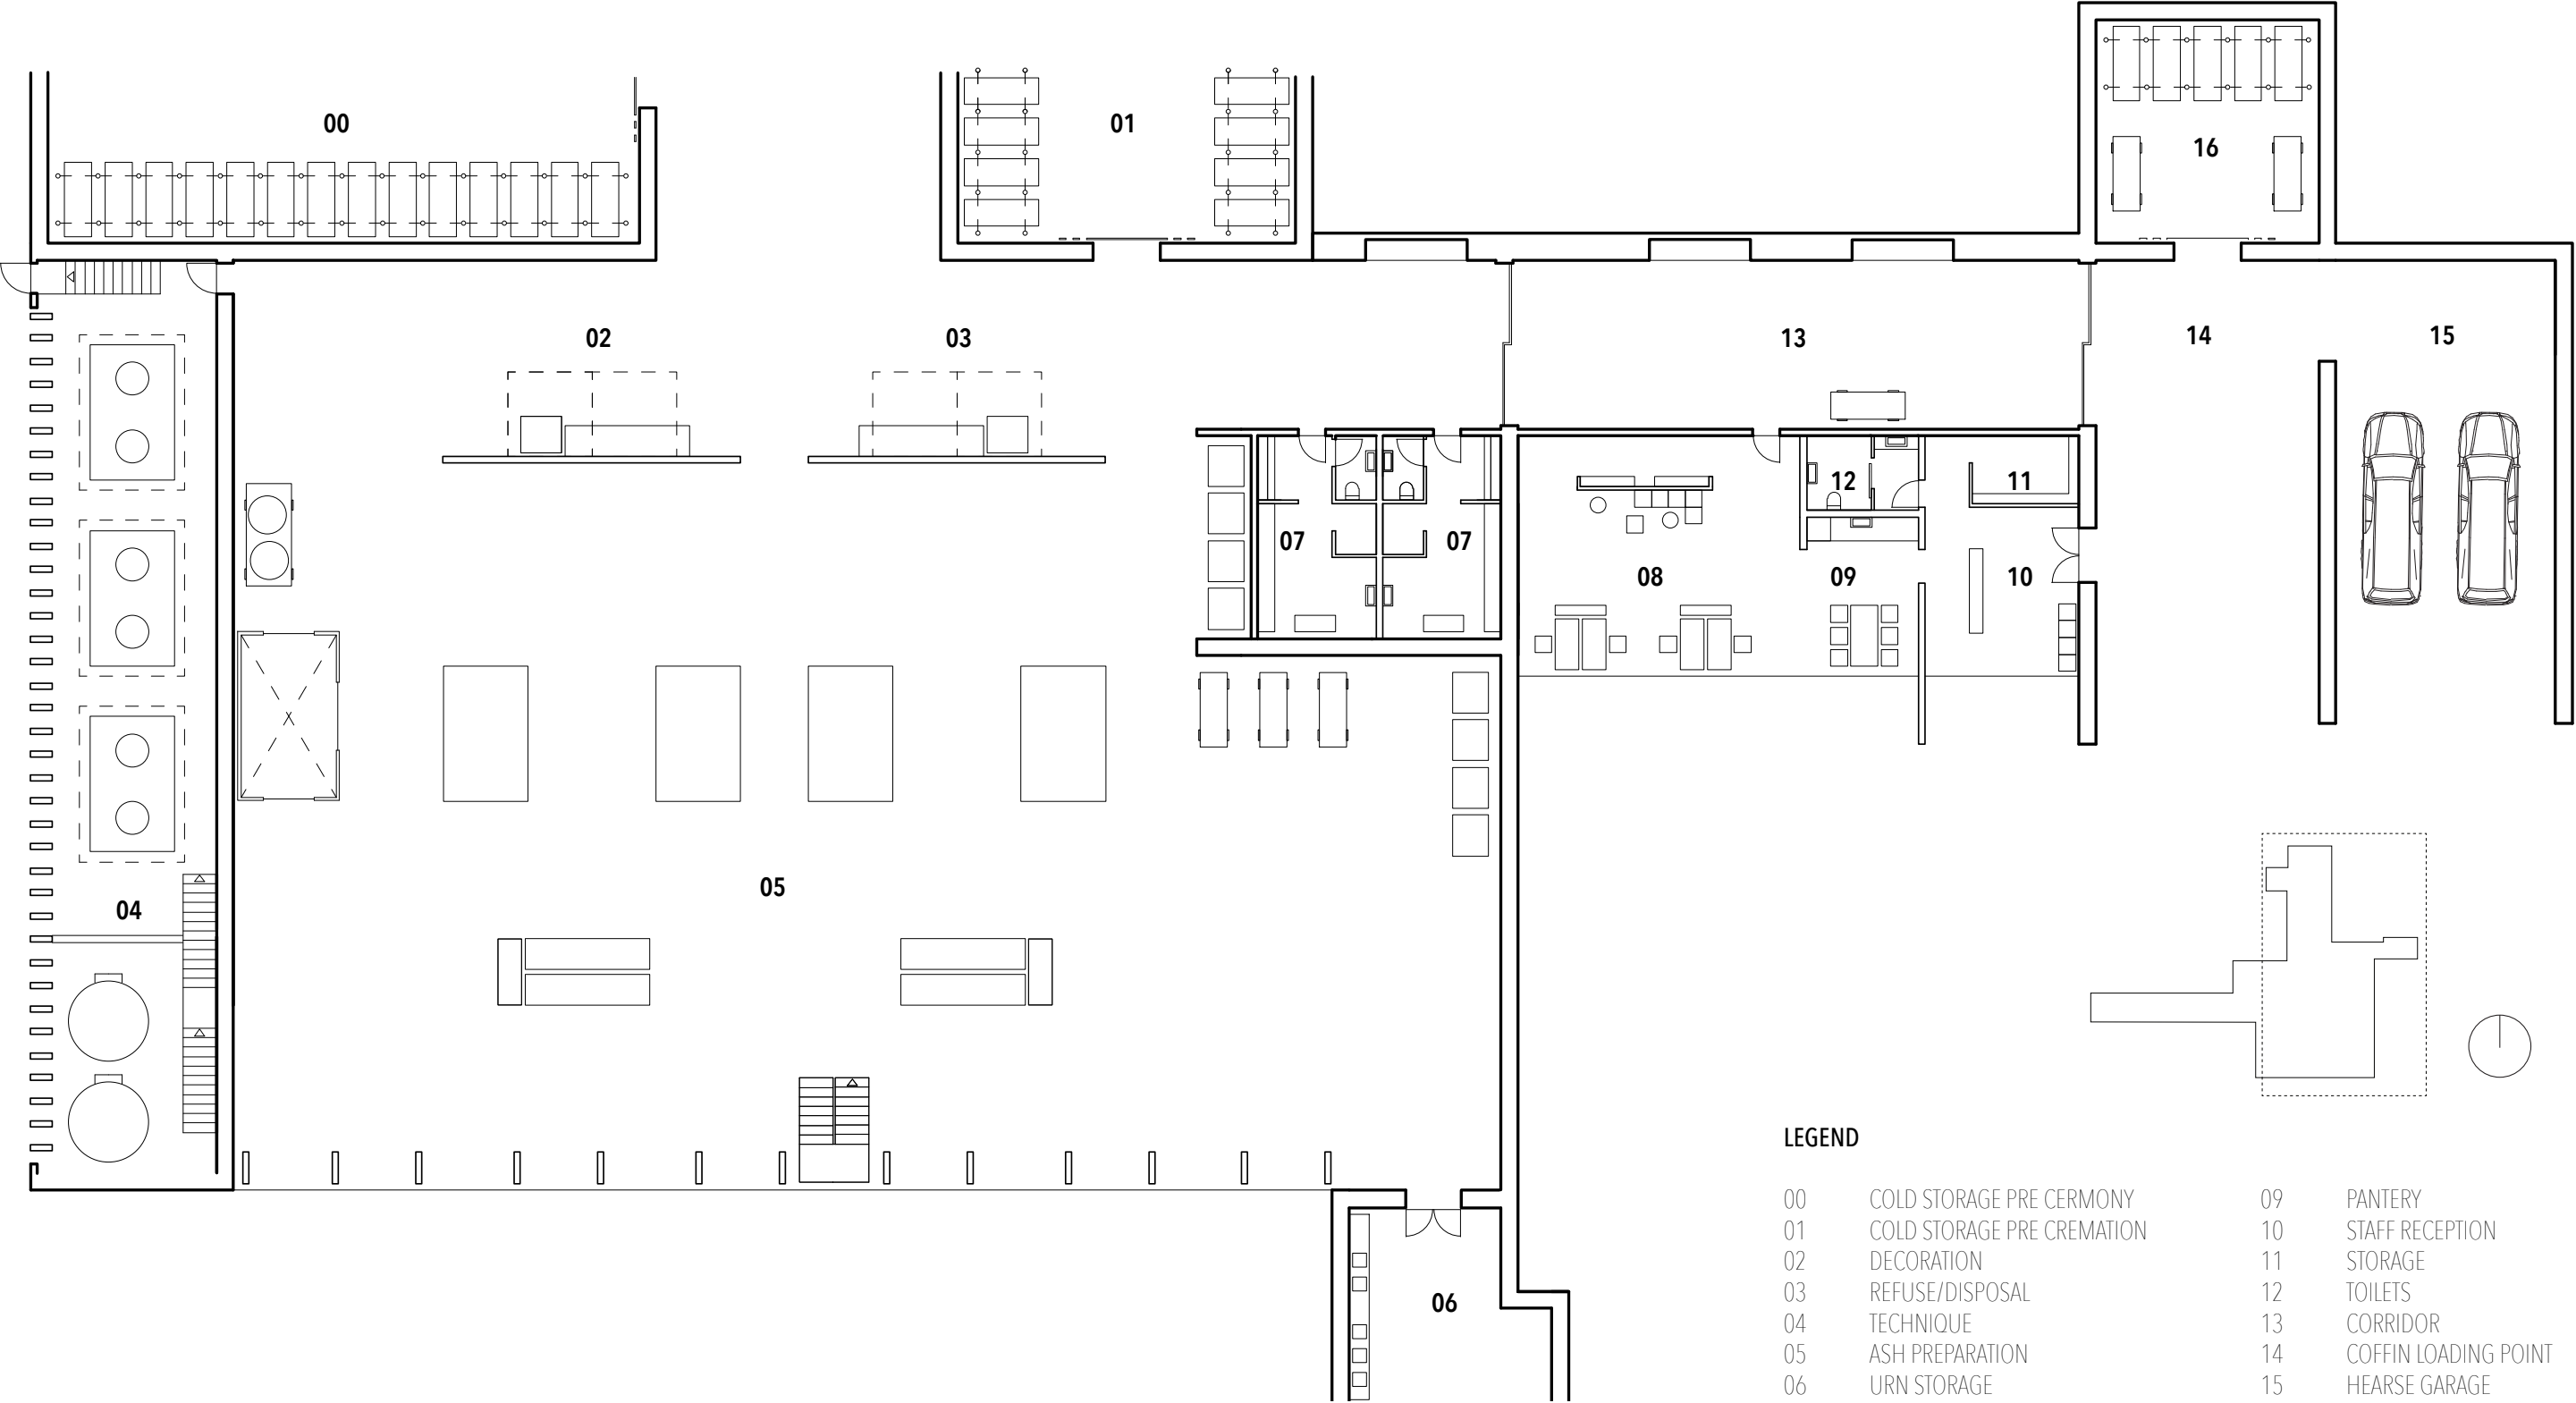 00
01
16
02
03
13
14
15
12
11
07
07
08
09
10
05
04
06
LEGEND
00 COLD STORAGE PRE CERMONY
01 COLD STORAGE PRE CREMATION
02 DECORATION
03 REFUSE/DISPOSAL
04 TECHNIQUE
05 ASH PREPARATION
06 URN STORAGE
09 PANTERY
10 STAFF RECEPTION
11 STORAGE
12 TOILETS
13 CORRIDOR
14 COFFIN LOADING POINT
15 HEARSE GARAGE